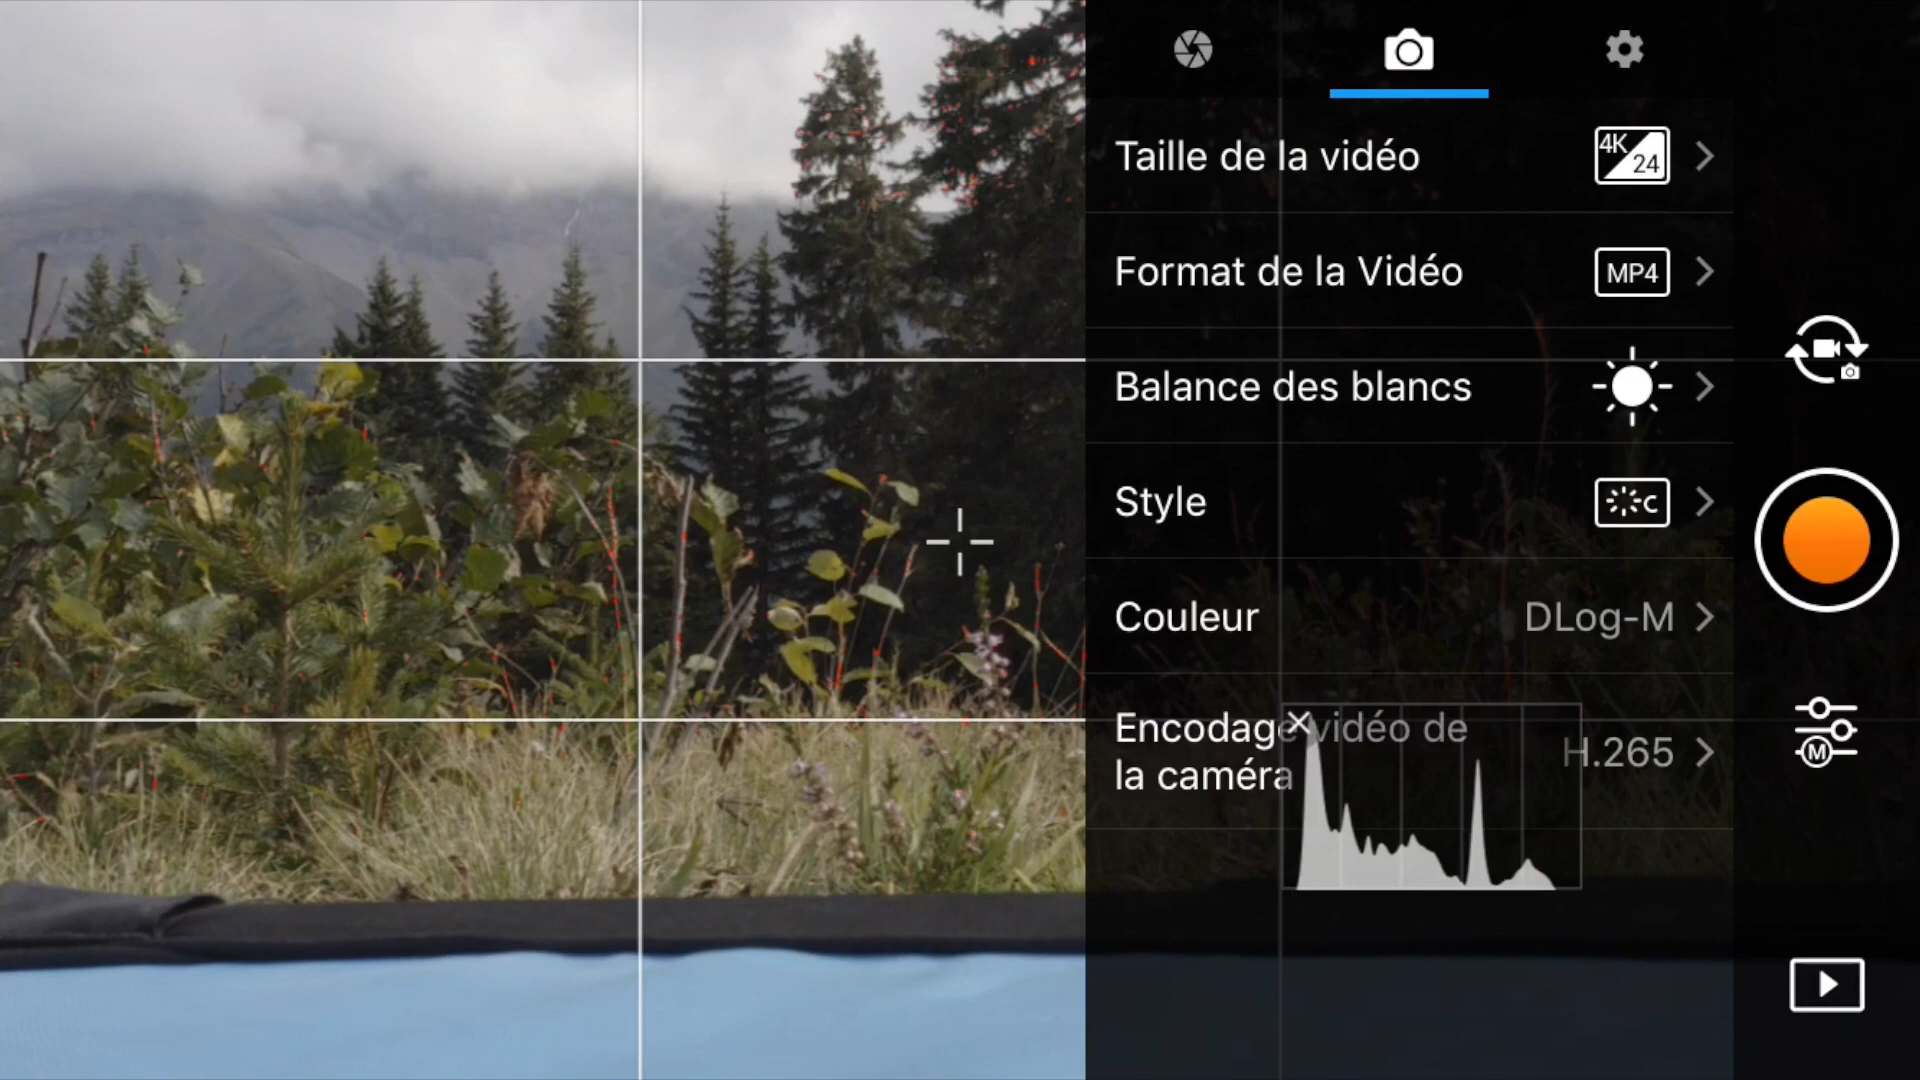 Taille de la vidéo
4K
24
Format de la Vidéo
MP4
Balance des blancs
Style
C
Couleur
DLog-M
Encodage vidéo de
la caméra
H.265
M